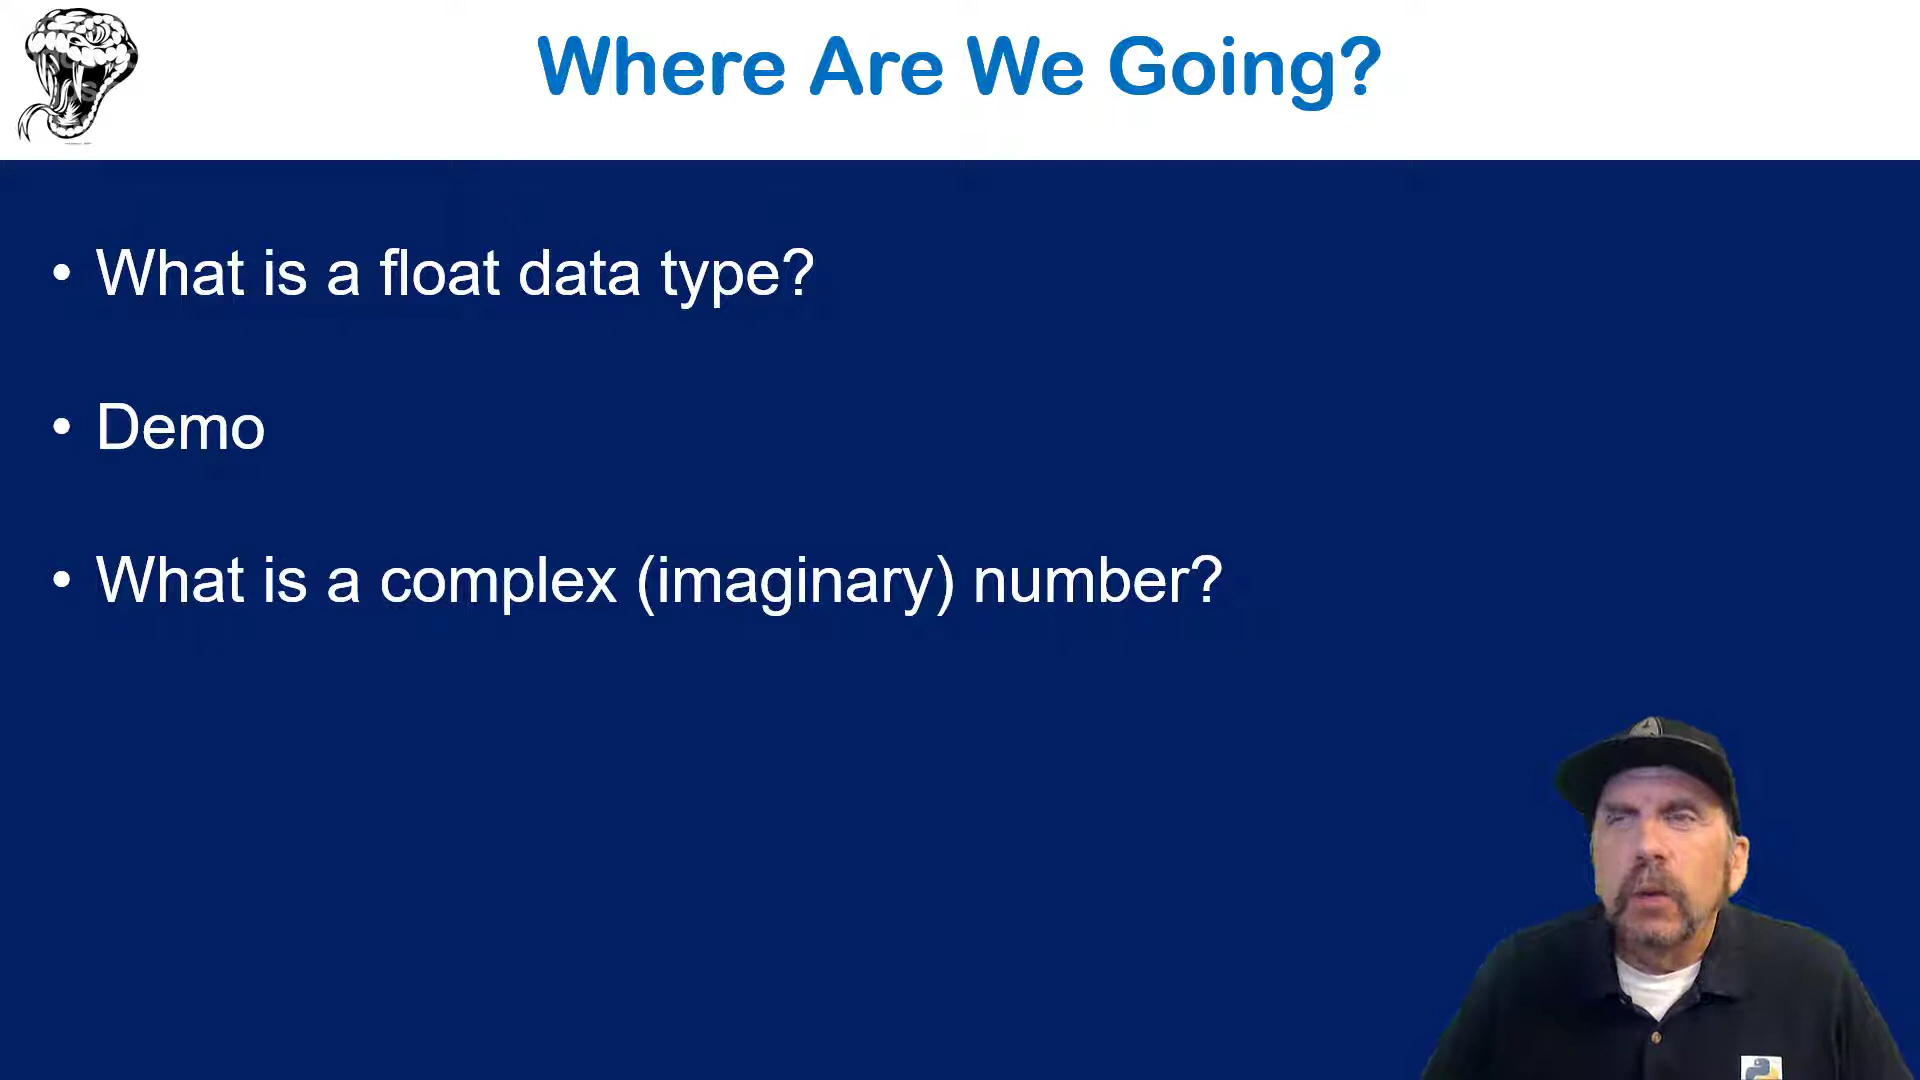 Where Are We Going?
• What is a float data type?
• Demo
• What is a complex (imaginary) number?